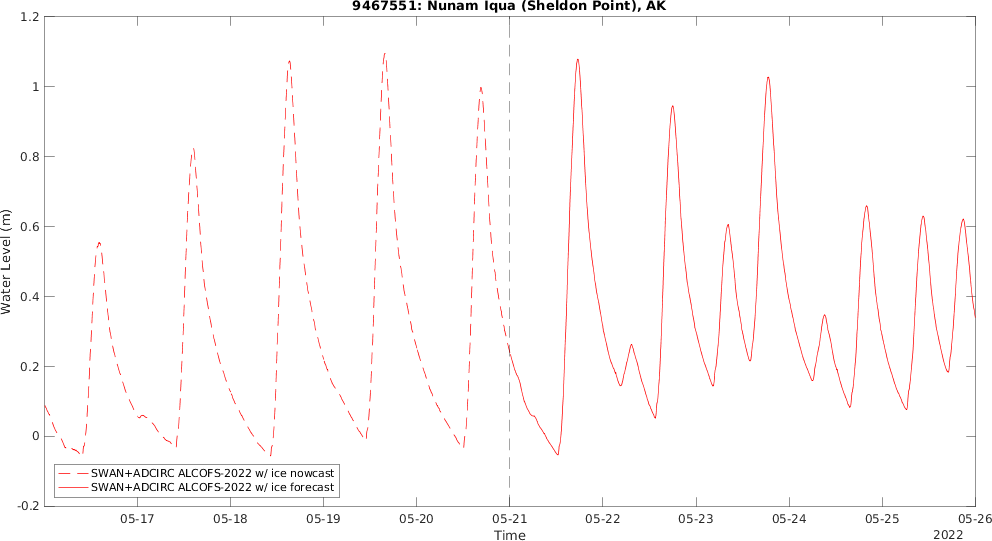 9467551: Nunam Iqua (Sheldon Point), AK
1.2
1
0.8
0.6
0.4
0.2
0
-0.2
Water Level (m)
SWAN+ADCIRC ALCOFS-2022 w/ ice nowcast
SWAN+ADCIRC ALCOFS-2022 w/ ice forecast
05-17 05-18 05-19 05-20 05-21 05-22 05-23 05-24 05-25 05-26
Time
2022